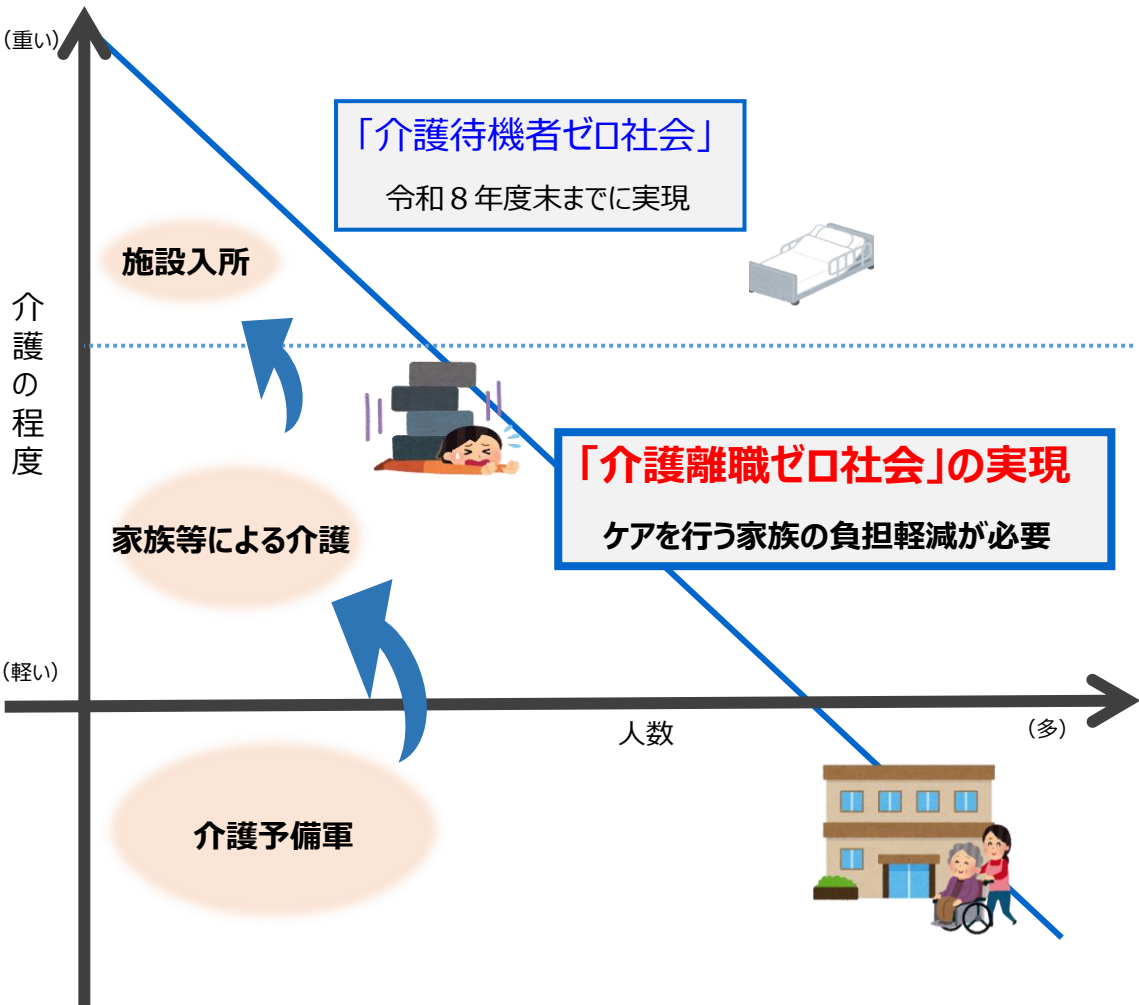 （重い）
「介護待機者ゼロ社会」
令和８年度末までに実現
施設入所
介護の程度
「介護離職ゼロ社会」の実現
ケアを行う家族の負担軽減が必要
家族等による介護
（軽い）
人数
（多）
介護予備軍